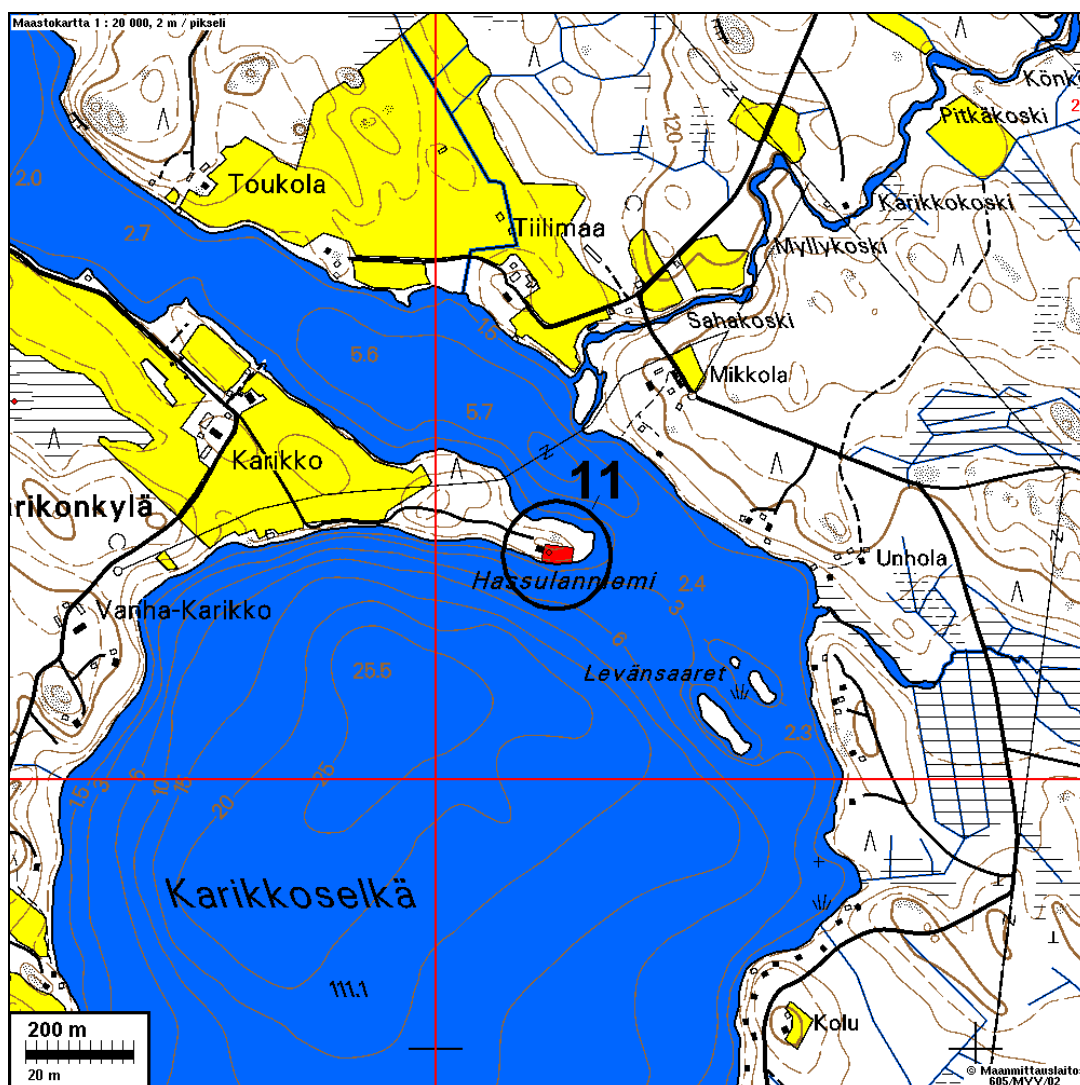 Maastokartta 1 : 20 000, 2 m / pikseli
Könk
2
Pitkäkoski
120
2.0
Toukola
Karikkokoski
2.7
Tiilimaa
Myllykoski
1.5
Sahakoski
5.6
Mikkola
5.7
Karikko
11
rikonkylä
Unhola
Hassulanniemi
2.4
3
Vanha-Karikko
6
25.5
Levänsaaret
2.3
1.5
3
6
10
15
20
25
Karikkoselkä
111.1
Kolu
200 m
20 m
© Maanmittauslaitos
605/MYY/02